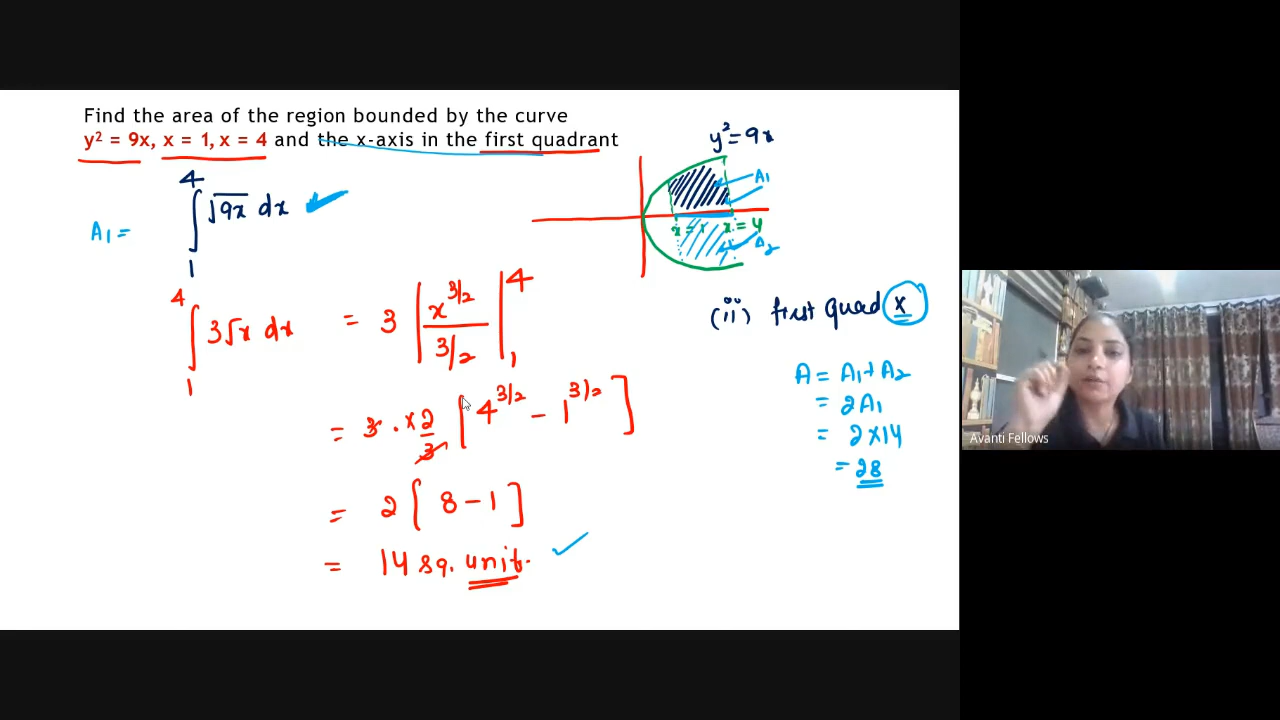 Find the area of the region bounded by the curve
y² = 9x, x = 1, x = 4 and the x-axis in the first quadrant
A₁ = ∫₁⁴ √9x dx ✓
∫₁⁴ 3√x dx = 3 | x^3/2 / 3/2 |₁⁴
= 3 · × 2/3 [ 4^3/2 − 1^3/2 ]
= 2 [ 8 − 1 ]
= 14 sq. unit. ✓
y² = 9x
A₁
x = 4
A₂
(ii) first quad x
A = A₁ + A₂
= 2A₁
= 2 × 14
= 28
Avanti Fellows